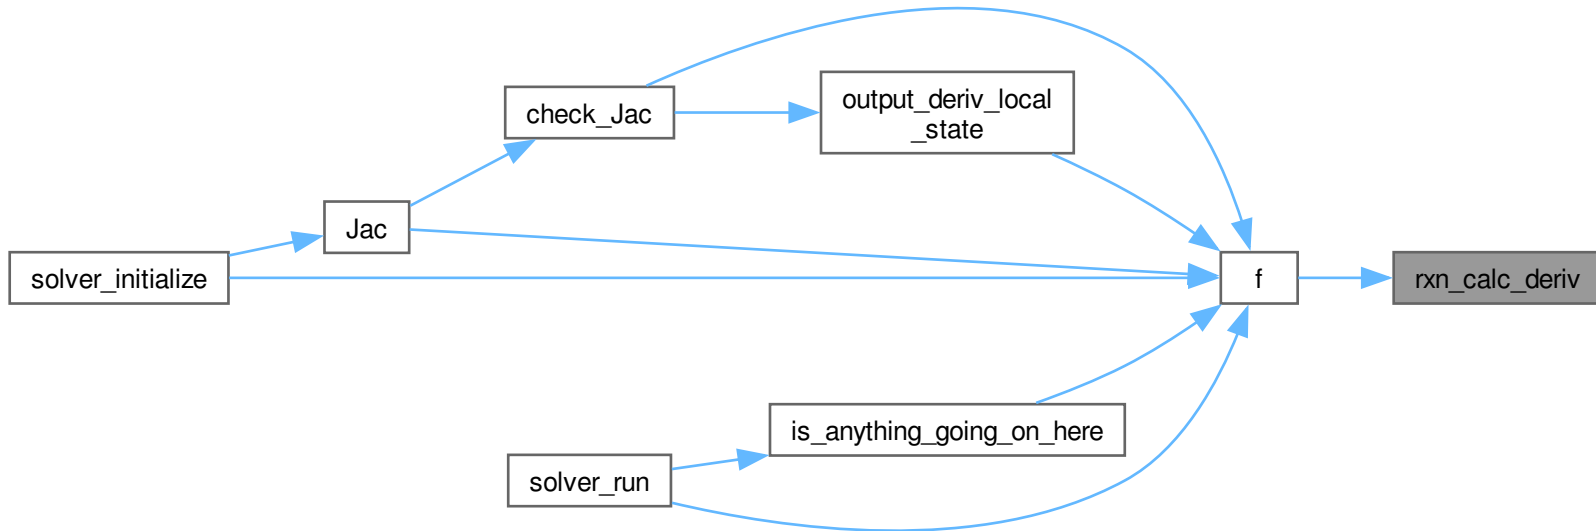 check_Jac
output_deriv_local
_state
Jac
solver_initialize
f
rxn_calc_deriv
is_anything_going_on_here
solver_run